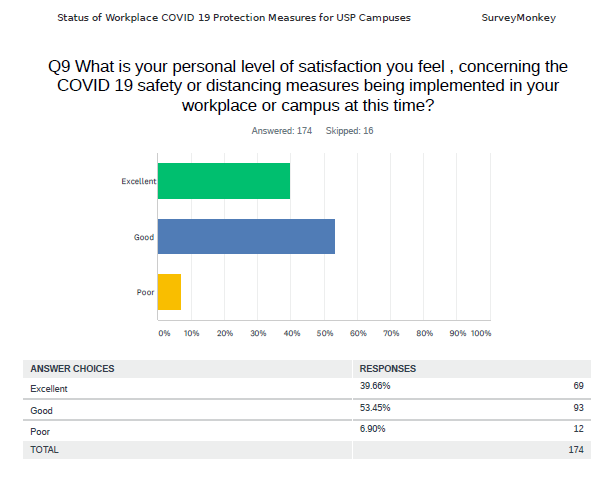 Status of Workplace COVID 19 Protection Measures for USP Campuses SurveyMonkey
Q9 What is your personal level of satisfaction you feel , concerning the
COVID 19 safety or distancing measures being implemented in your
workplace or campus at this time?
Answered: 174 Skipped: 16
Excellent
Good
Poor
0% 10% 20% 30% 40% 50% 60% 70% 80% 90% 100%
ANSWER CHOICES RESPONSES
Excellent 39.66% 69
Good 53.45% 93
Poor 6.90% 12
TOTAL 174